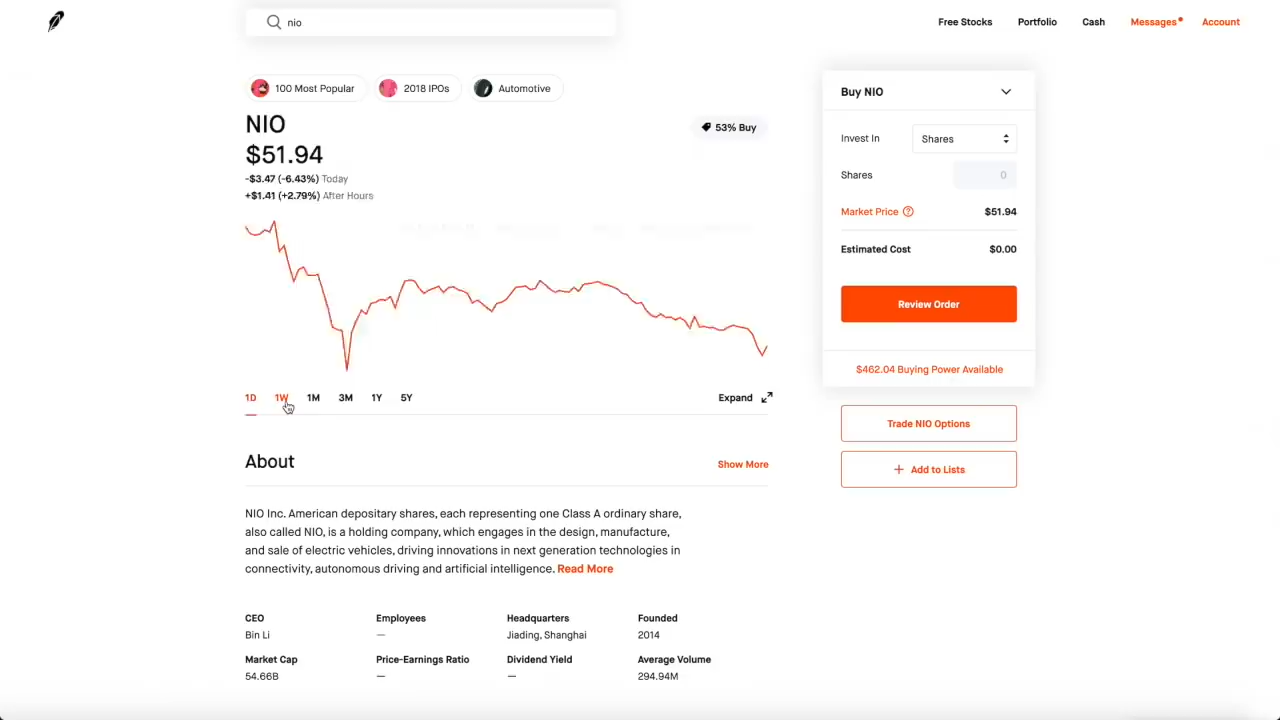 nio
Free Stocks
Portfolio
Cash
Messages
Account
100 Most Popular
2018 IPOs
Automotive
NIO
53% Buy
$51.94
-$3.47 (-6.43%) Today
+$1.41 (+2.79%) After Hours
1D
1W
1M
3M
1Y
5Y
Expand
Buy NIO
Invest In
Shares
Shares
0
Market Price
$51.94
Estimated Cost
$0.00
Review Order
$462.04 Buying Power Available
Trade NIO Options
+ Add to Lists
About
Show More
NIO Inc. American depositary shares, each representing one Class A ordinary share,
also called NIO, is a holding company, which engages in the design, manufacture,
and sale of electric vehicles, driving innovations in next generation technologies in
connectivity, autonomous driving and artificial intelligence. Read More
CEO
Bin Li
Employees
—
Headquarters
Jiading, Shanghai
Founded
2014
Market Cap
54.66B
Price-Earnings Ratio
—
Dividend Yield
—
Average Volume
294.94M